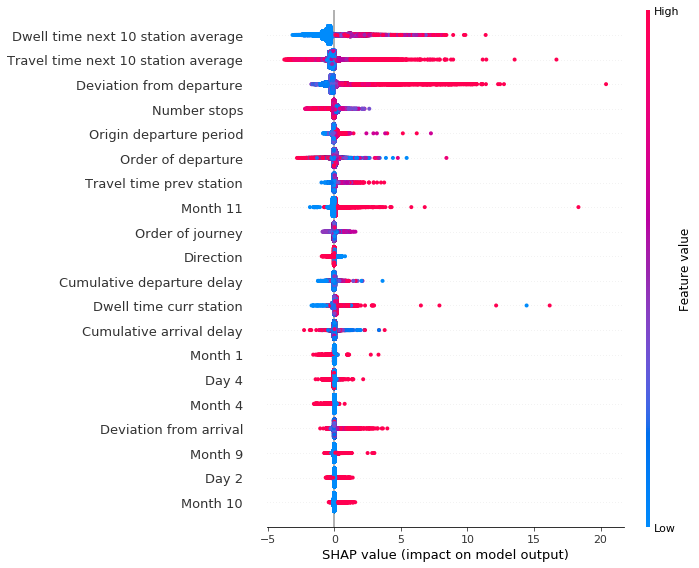 High
Dwell time next 10 station average
Travel time next 10 station average
Deviation from departure
Number stops
Origin departure period
Order of departure
Travel time prev station
Month 11
Order of journey
Direction
Cumulative departure delay
Dwell time curr station
Cumulative arrival delay
Month 1
Day 4
Month 4
Deviation from arrival
Month 9
Day 2
Month 10
Feature value
Low
−5 0 5 10 15 20
SHAP value (impact on model output)